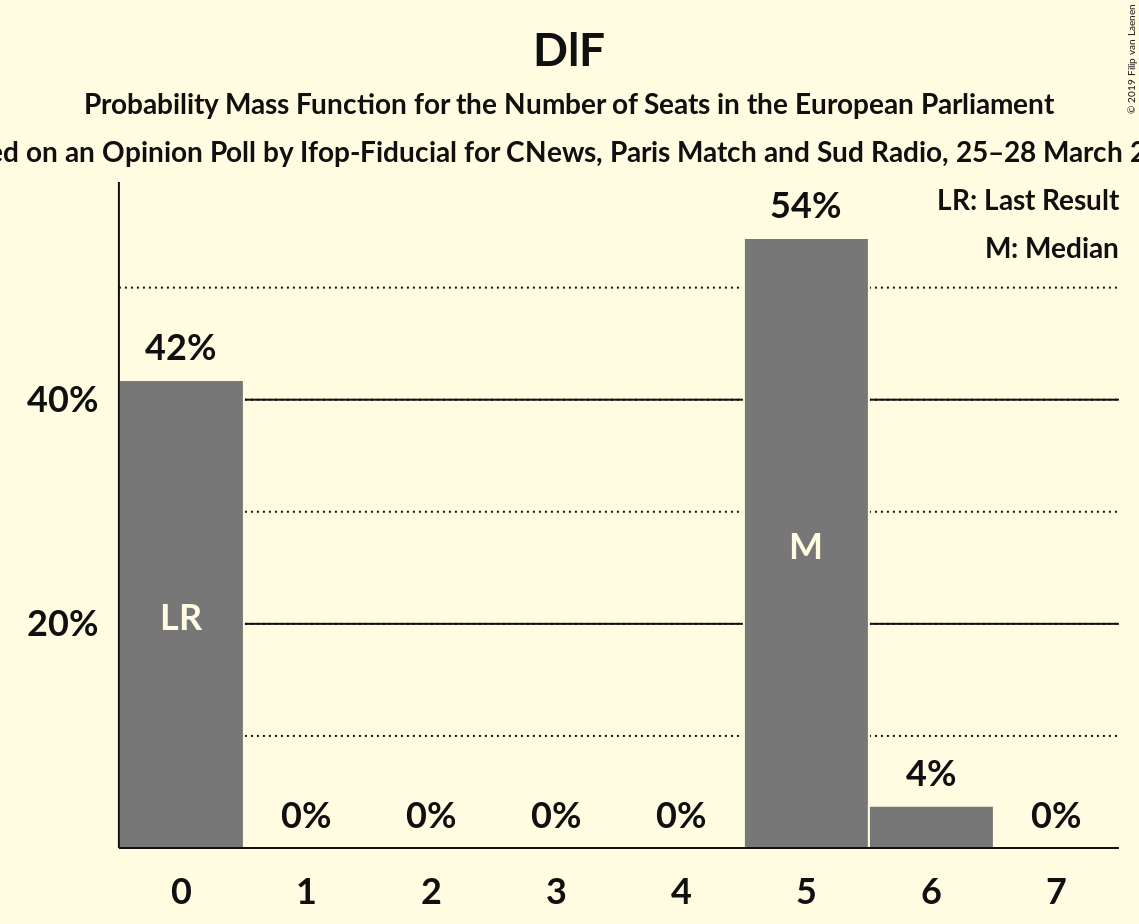 DIF
Probability Mass Function for the Number of Seats in the European Parliament
on an Opinion Poll by Ifop-Fiducial for CNews, Paris Match and Sud Radio, 25–28 March
© 2019 Filip van Laenen
LR: Last Result
M: Median
54%
42%
40%
M
LR
20%
4%
0% 0% 0% 0% 0%
0 1 2 3 4 5 6 7